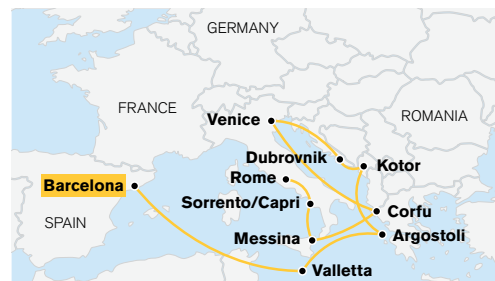 GERMANY
FRANCE
ROMANIA
Venice
Dubrovnik
Kotor
Rome
Barcelona
Sorrento/Capri
Corfu
SPAIN
Argostoli
Messina
Valletta